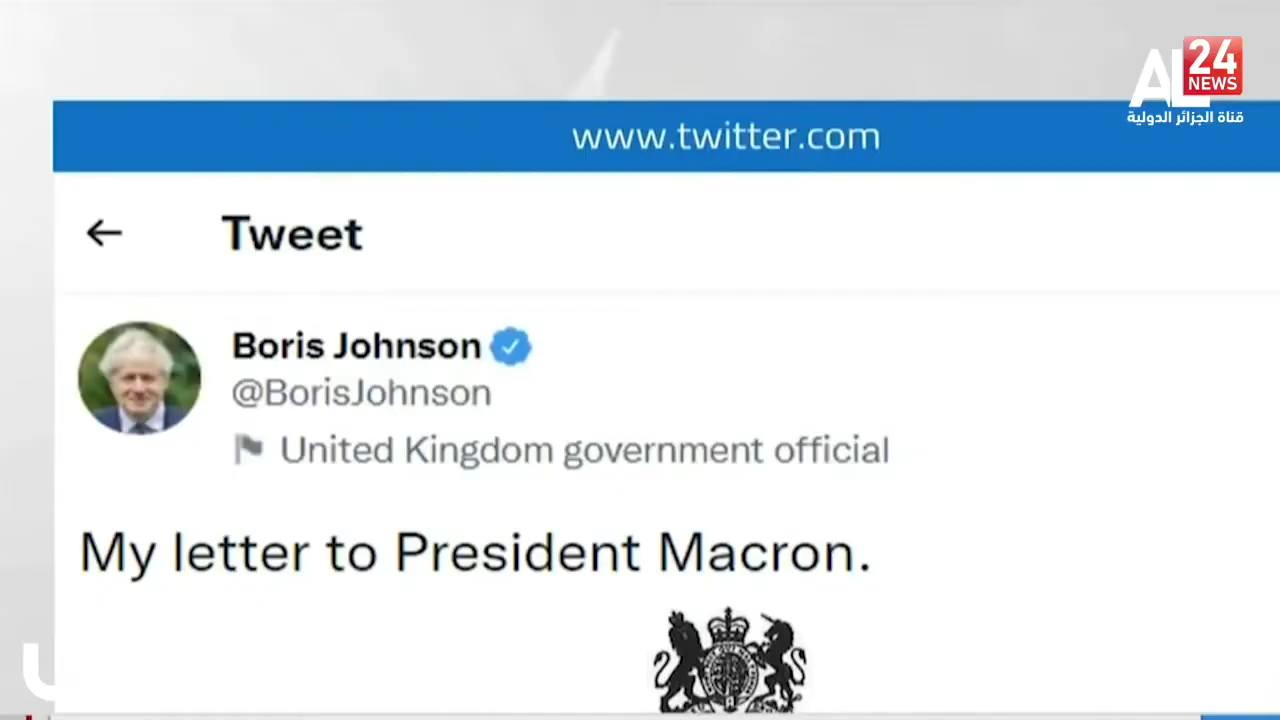 AL 24 NEWS
قناة الجزائر الدولية
www.twitter.com
Tweet
Boris Johnson
@BorisJohnson
United Kingdom government official
My letter to President Macron.